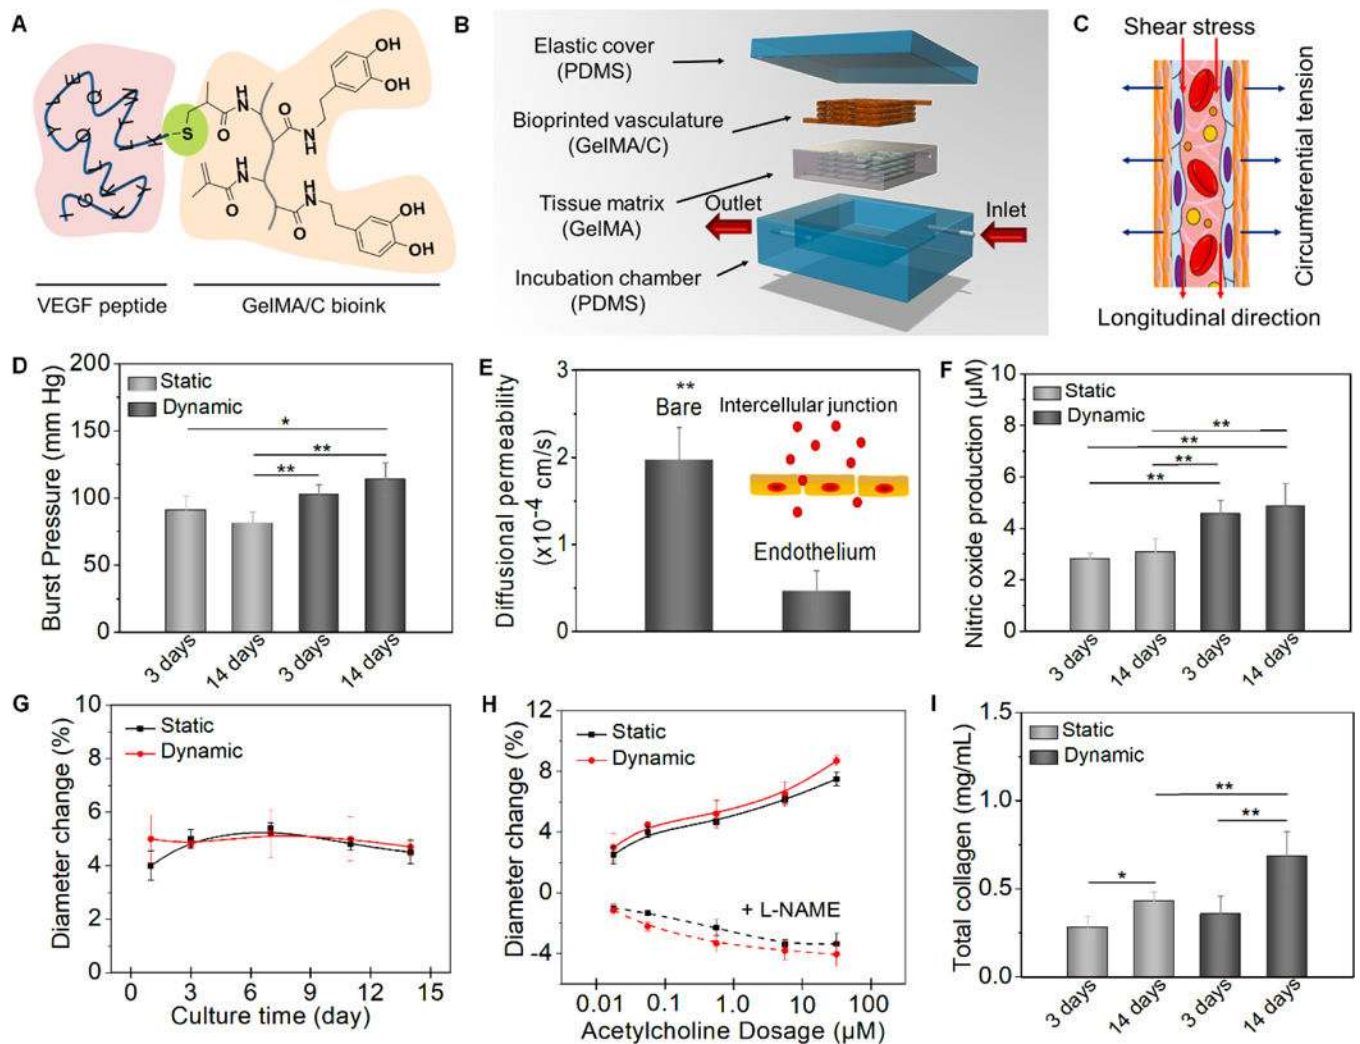 A
OH
OH
S
O
N
H
O
N
H
H
N
O
H
N
O
OH
OH
VEGF peptide
GelMA/C bioink
B
Elastic cover
(PDMS)
Bioprinted vasculature
(GelMA/C)
Tissue matrix
(GelMA)
Outlet
Inlet
Incubation chamber
(PDMS)
C
Shear stress
Circumferential tension
Longitudinal direction
D
Burst Pressure (mm Hg)
200
150
100
50
0
Static
Dynamic
*
**
**
3 days
14 days
3 days
14 days
E
Diffusional permeability
(x10⁻⁴ cm/s)
3
2
1
0
**
Bare
Intercellular junction
Endothelium
F
Nitric oxide production (μM)
10
8
6
4
2
0
Static
Dynamic
**
**
**
**
3 days
14 days
3 days
14 days
G
Diameter change (%)
10
8
6
4
2
0
Static
Dynamic
0 3 6 9 12 15
Culture time (day)
H
Diameter change (%)
12
8
4
0
-4
Static
Dynamic
+ L-NAME
0.01 0.1 1.0 10 100
Acetylcholine Dosage (μM)
I
Total collagen (mg/mL)
1.5
1.0
0.5
0.0
Static
Dynamic
**
**
*
3 days
14 days
3 days
14 days